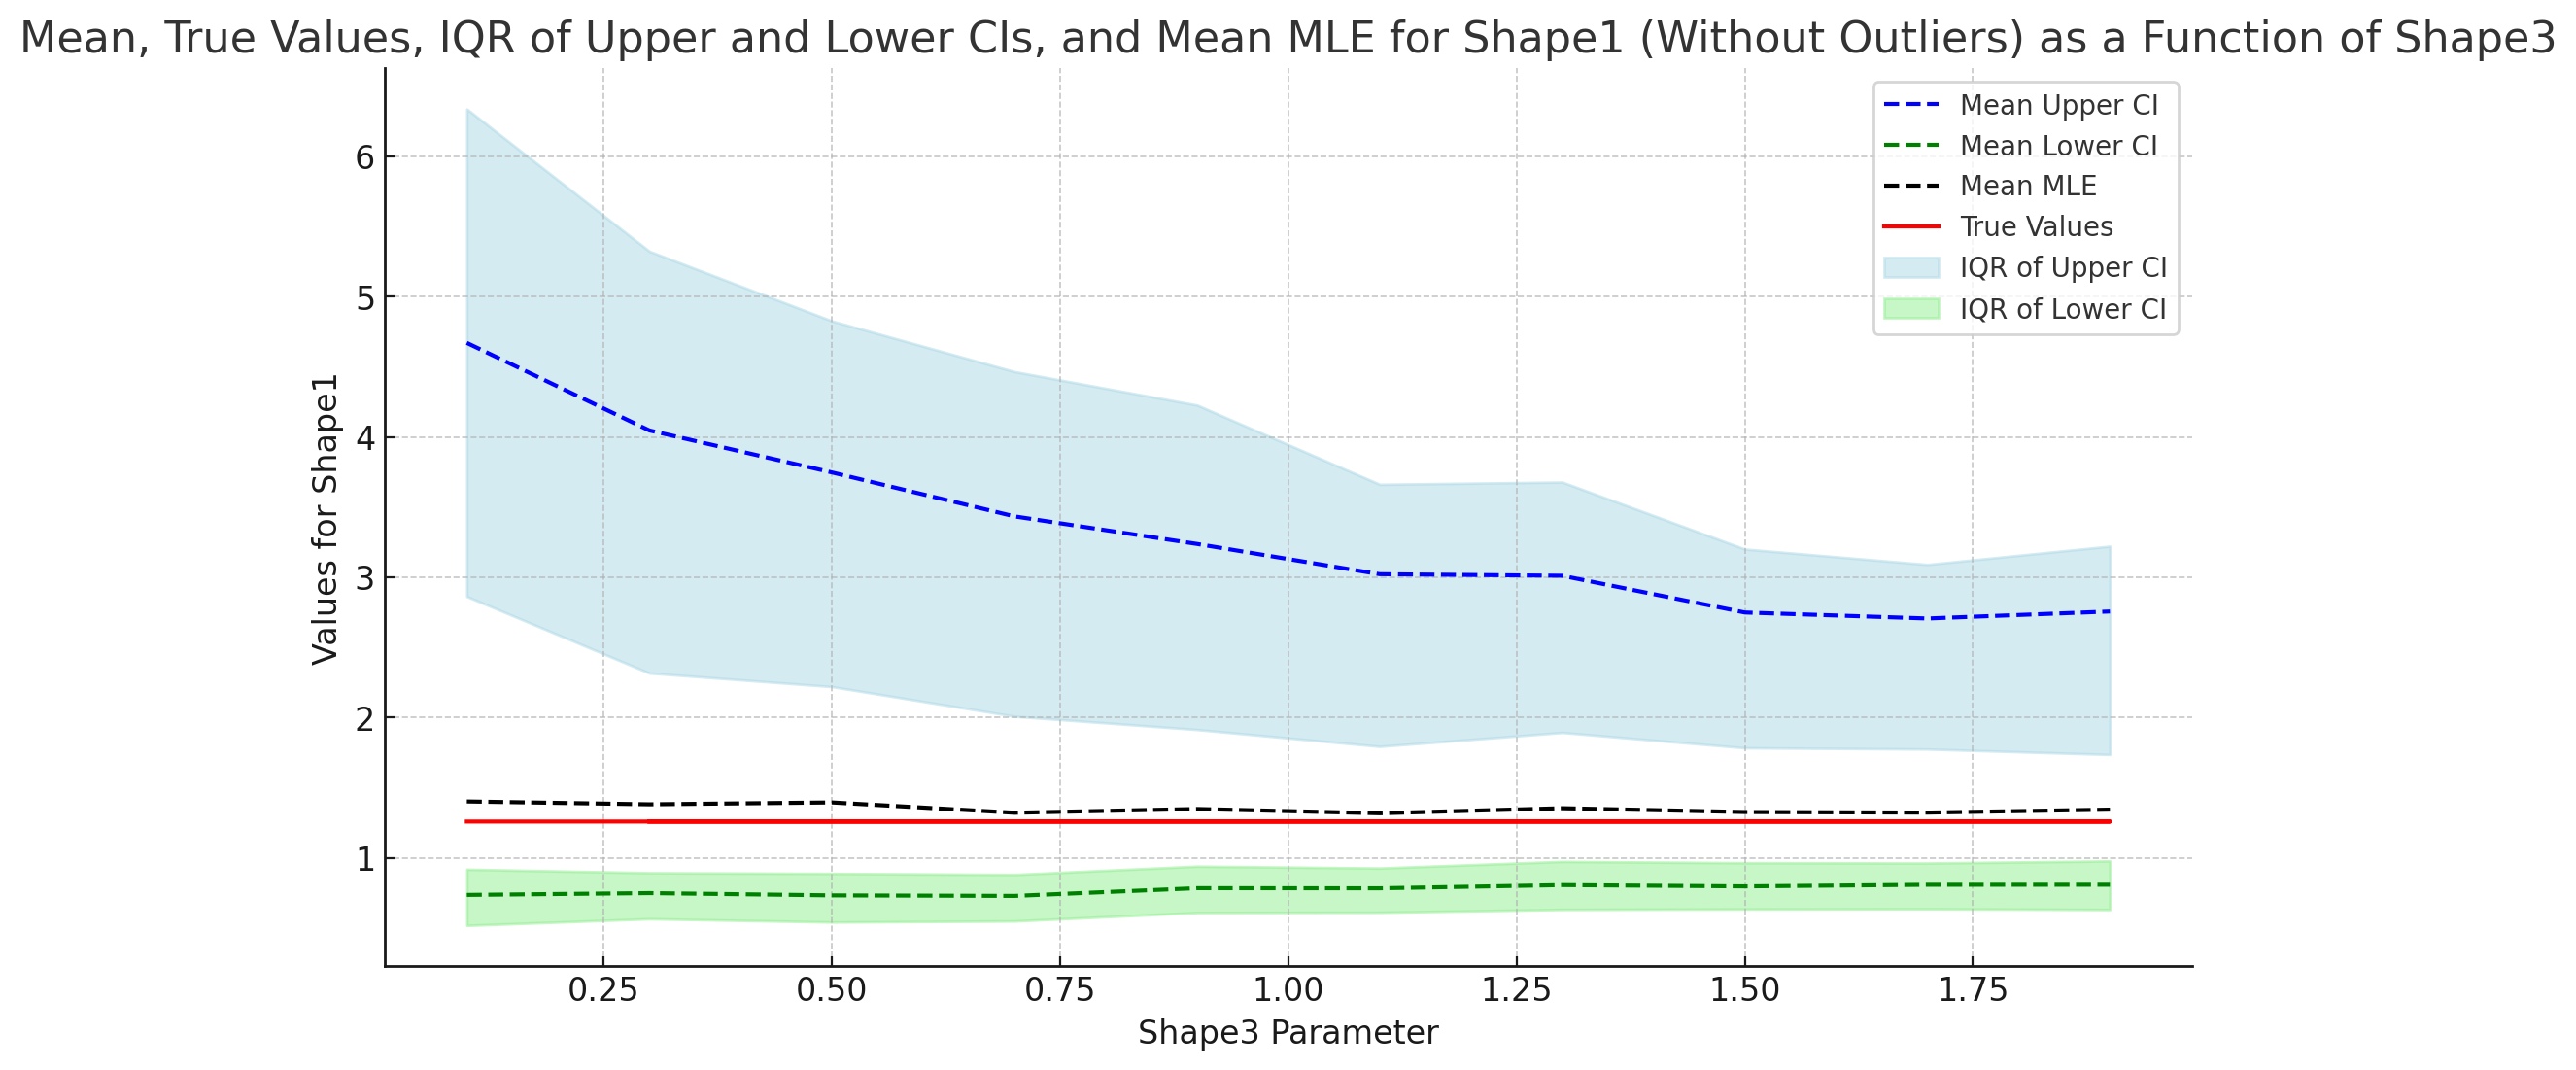 Mean, True Values, IQR of Upper and Lower CIs, and Mean MLE for Shape1 (Without Outliers) as a Function of Shape3
Mean Upper CI
Mean Lower CI
Mean MLE
True Values
IQR of Upper CI
IQR of Lower CI
Values for Shape1
6
5
4
3
2
1
0.25 0.50 0.75 1.00 1.25 1.50 1.75
Shape3 Parameter